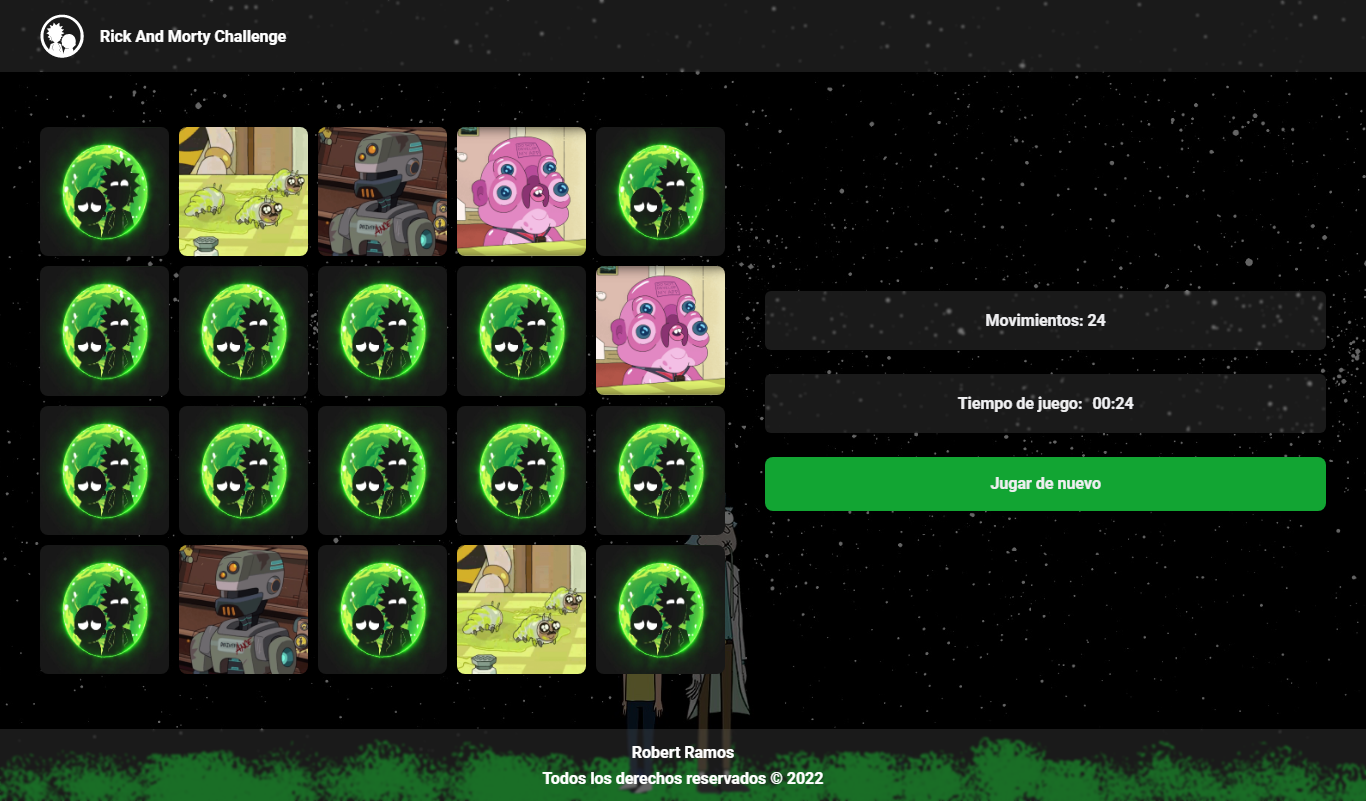 Rick And Morty Challenge
Movimientos: 24
Tiempo de juego: 00:24
Jugar de nuevo
Robert Ramos
Todos los derechos reservados © 2022